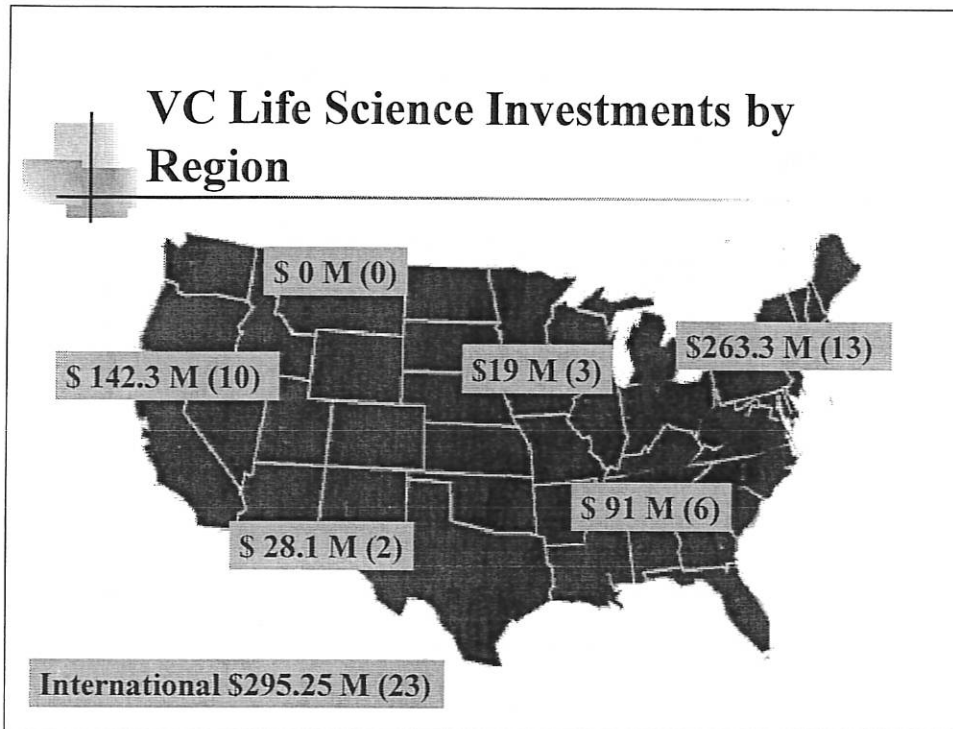 VC Life Science Investments by
Region
$ 0 M (0)
$263.3 M (13)
$ 142.3 M (10)
$19 M (3)
$ 91 M (6)
$ 28.1 M (2)
International $295.25 M (23)